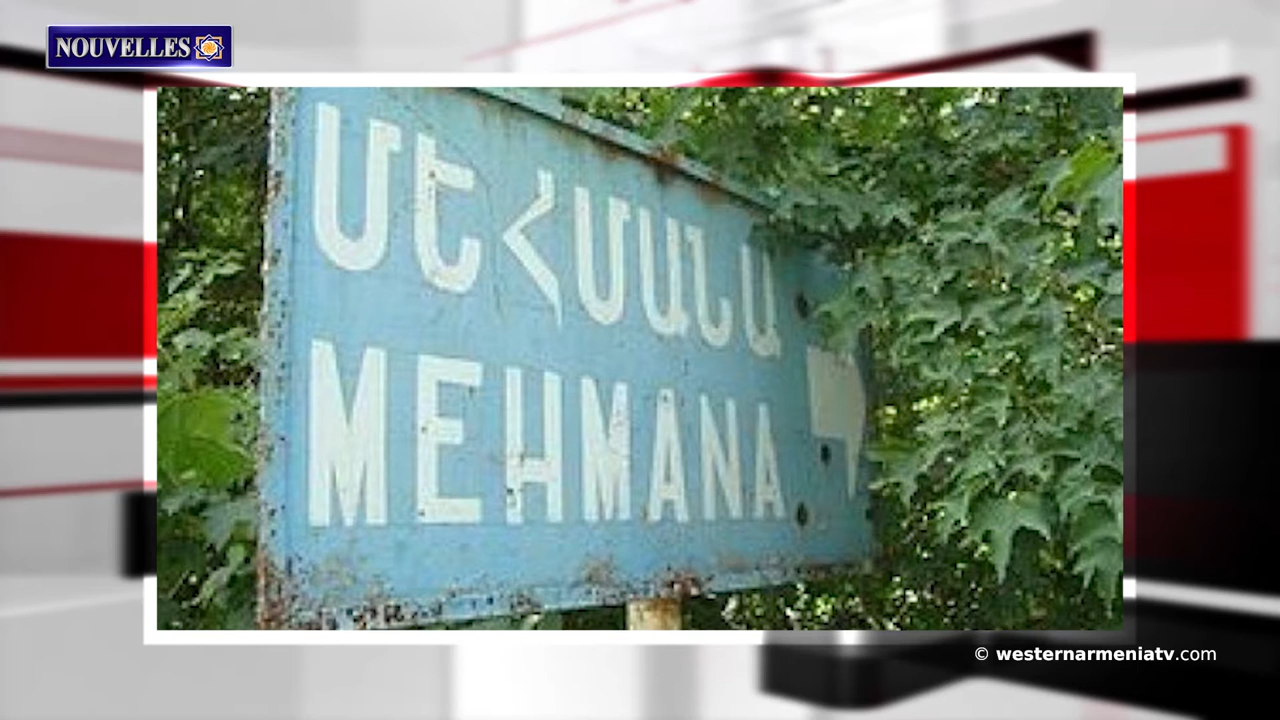 NOUVELLES
ՄԵՀՄԱՆԱ
MEHMANA
© westernarmeniatv.com